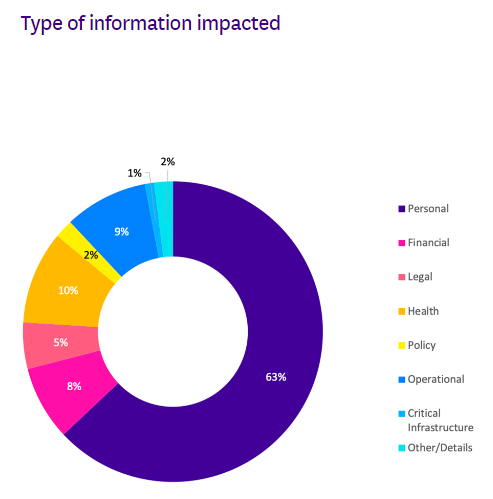 Type of information impacted
1%
2%
9%
2%
10%
5%
8%
63%
Personal
Financial
Legal
Health
Policy
Operational
Critical
Infrastructure
Other/Details